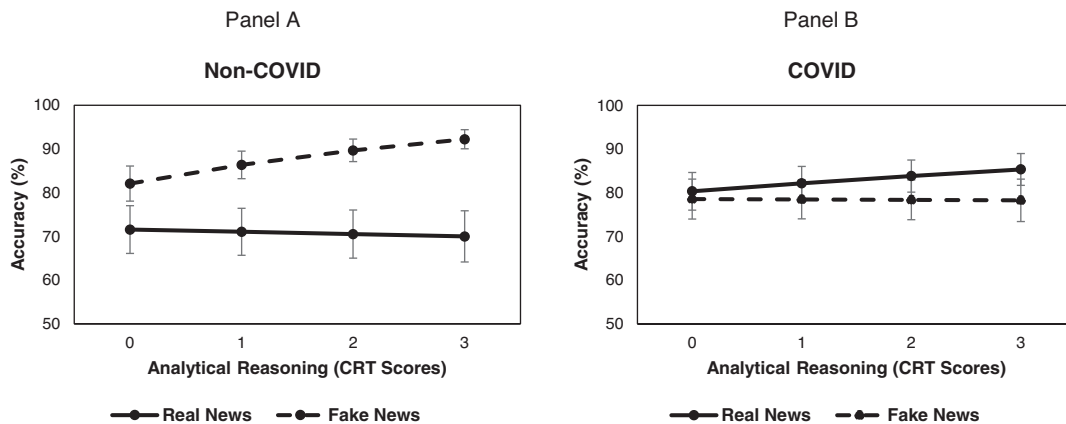 Panel A
Non-COVID
Accuracy (%)
100
90
80
70
60
50
0 1 2 3
Analytical Reasoning (CRT Scores)
Real News Fake News
Panel B
COVID
Accuracy (%)
100
90
80
70
60
50
0 1 2 3
Analytical Reasoning (CRT Scores)
Real News Fake News